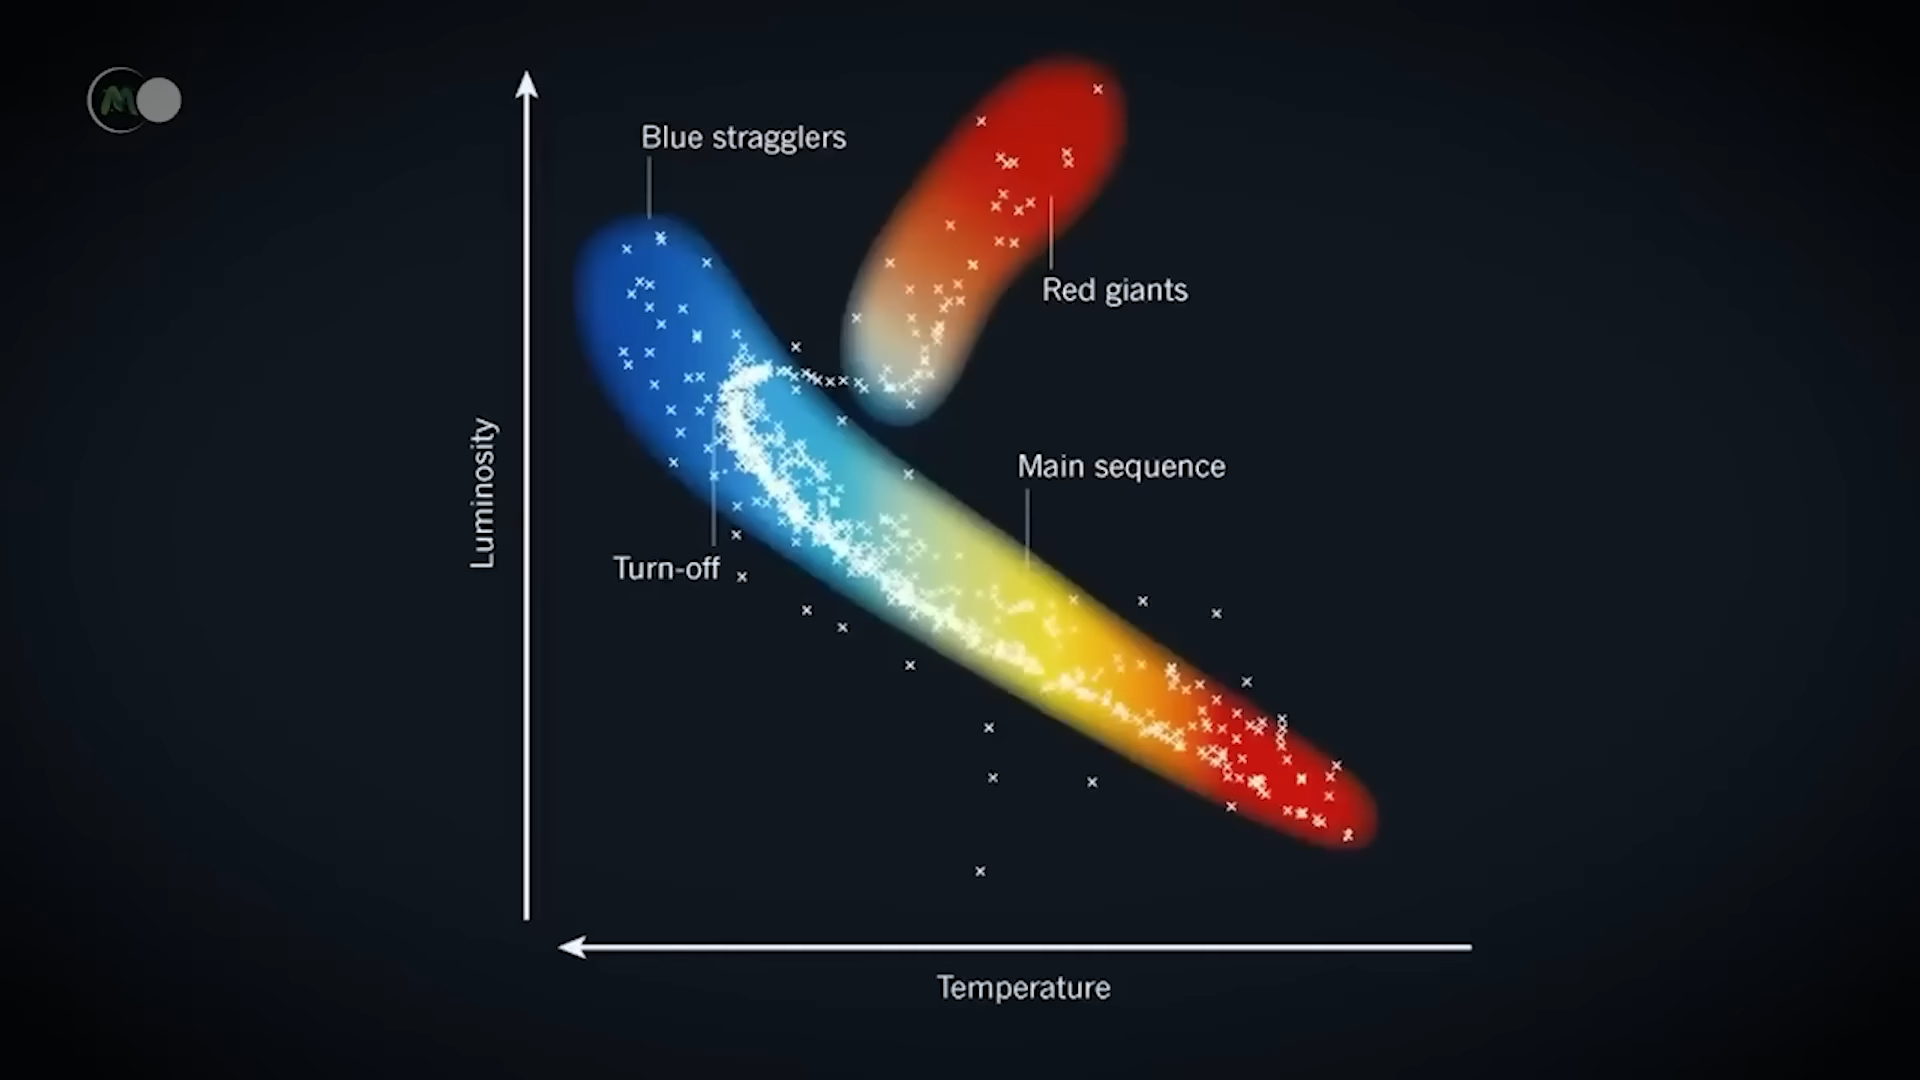 M
Blue stragglers
Red giants
Luminosity
Main sequence
Turn-off
Temperature